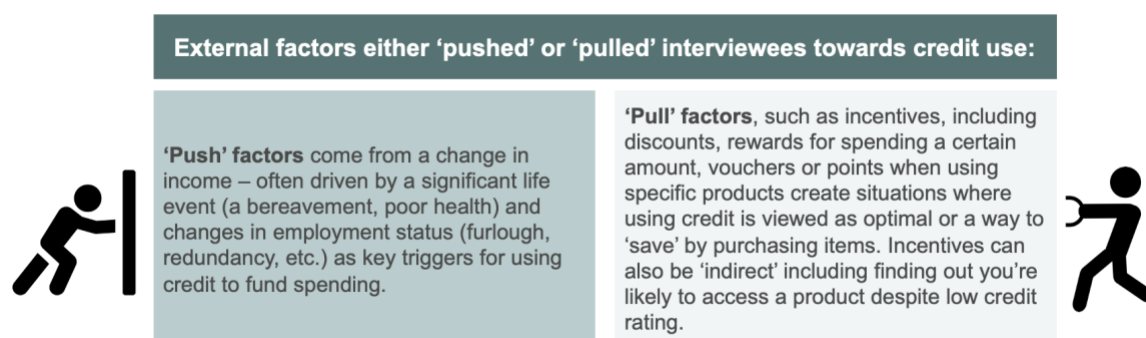 External factors either ‘pushed’ or ‘pulled’ interviewees towards credit use:
‘Push’ factors come from a change in
income – often driven by a significant life
event (a bereavement, poor health) and
changes in employment status (furlough,
redundancy, etc.) as key triggers for using
credit to fund spending.
‘Pull’ factors, such as incentives, including
discounts, rewards for spending a certain
amount, vouchers or points when using
specific products create situations where
using credit is viewed as optimal or a way to
‘save’ by purchasing items. Incentives can
also be ‘indirect’ including finding out you’re
likely to access a product despite low credit
rating.